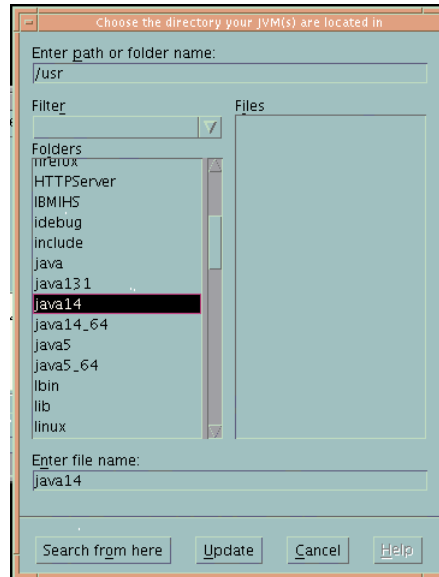 Choose the directory your JVM(s) are located in
Enter path or folder name:
/usr
Filter
Files
Folders
firefox
HTTPServer
IBMIHS
idebug
include
java
java131
java14
java14_64
java5
java5_64
lbin
lib
linux
Enter file name:
java14
Search from here
Update
Cancel
Help